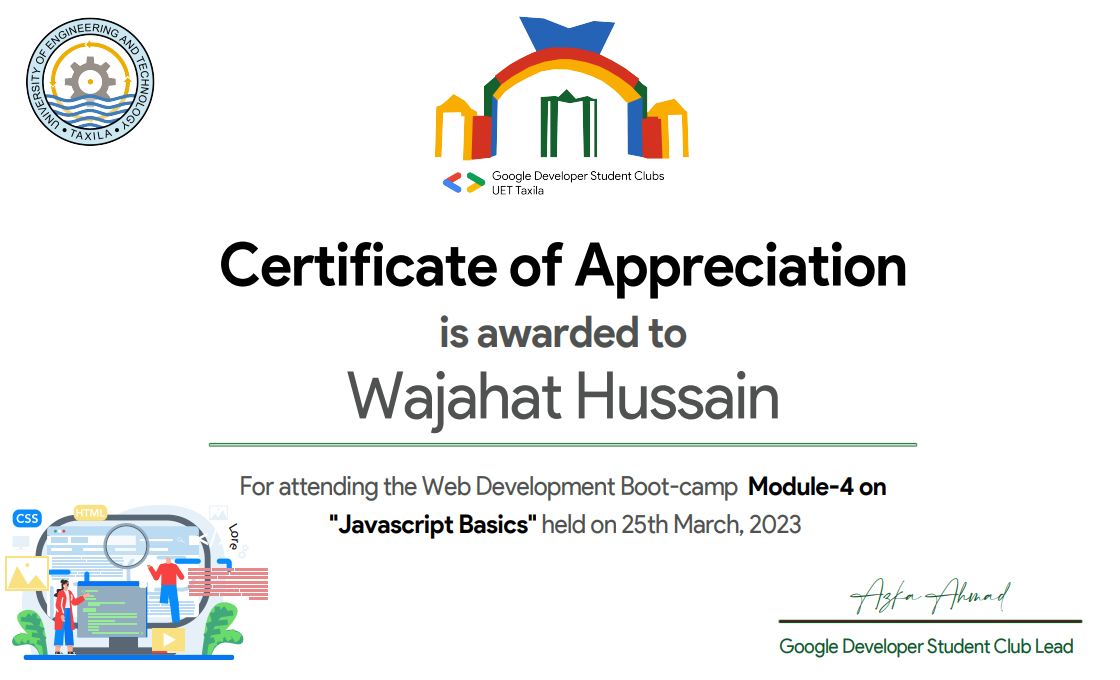 UNIVERSITY OF ENGINEERING AND TECHNOLOGY
• TAXILA •
Google Developer Student Clubs
UET Taxila
Certificate of Appreciation
is awarded to
Wajahat Hussain
For attending the Web Development Boot-camp Module-4 on
"Javascript Basics" held on 25th March, 2023
CSS
HTML
Lore
Azka Ahmad
Google Developer Student Club Lead